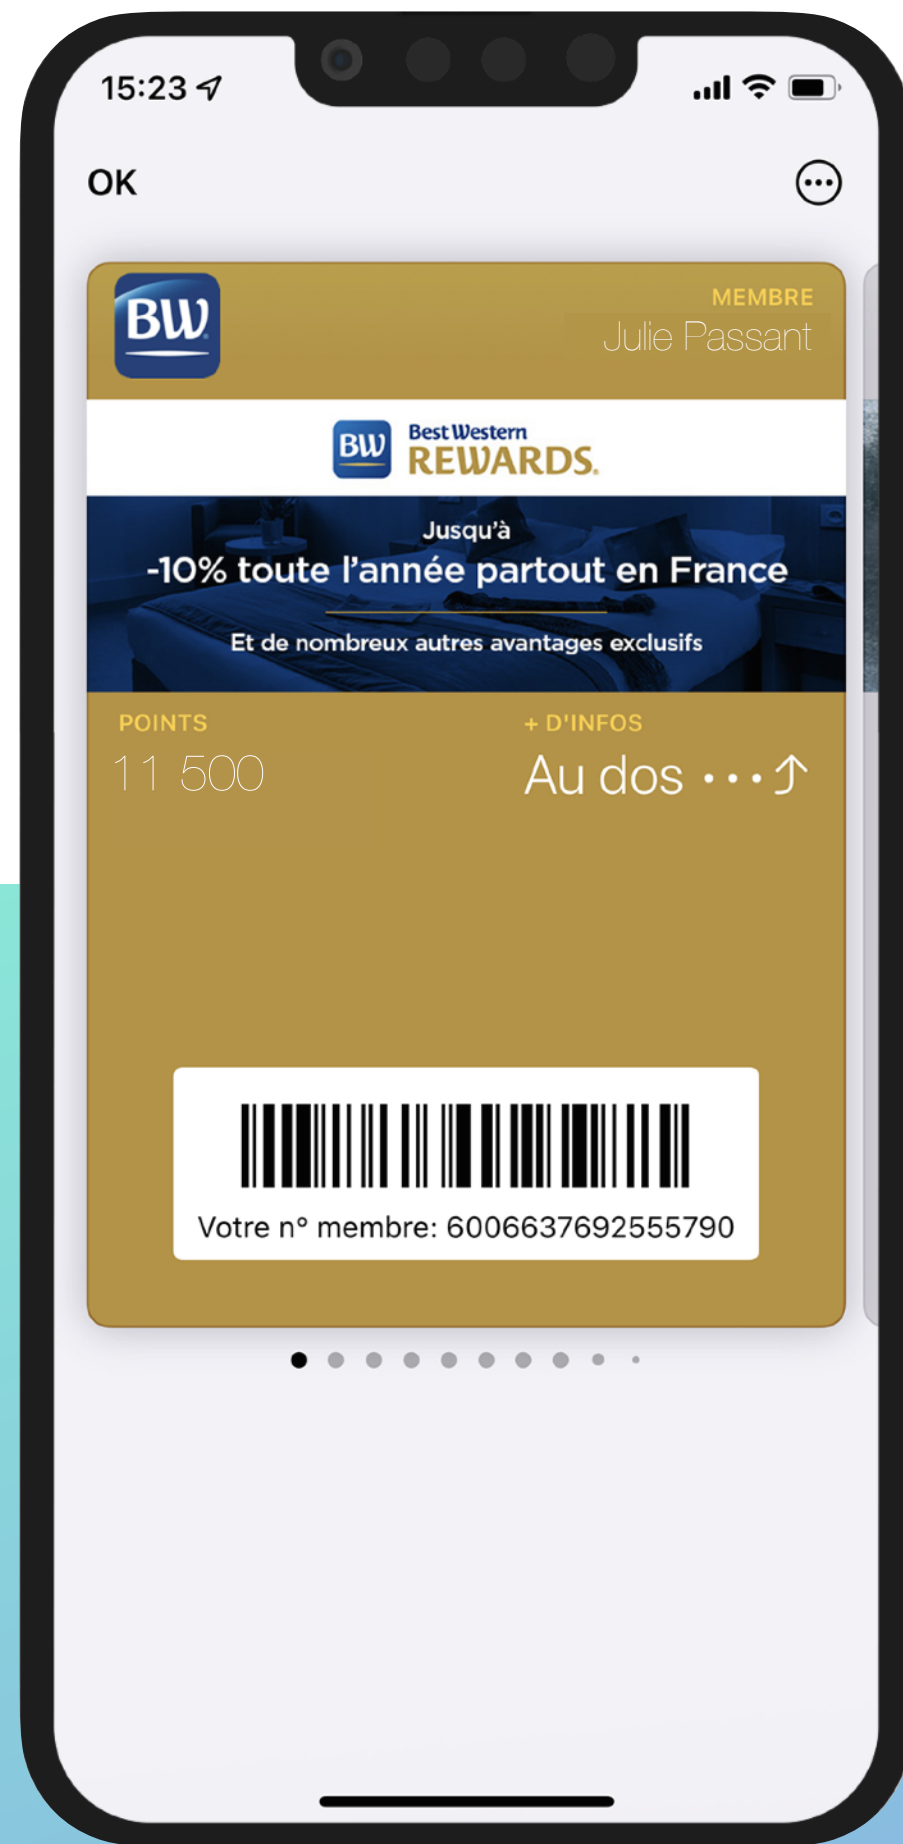 15:23
OK
BW
MEMBRE
Julie Passant
BW
Best Western
REWARDS.
Jusqu'à
-10% toute l'année partout en France
Et de nombreux autres avantages exclusifs
POINTS
+ D'INFOS
11 500
Au dos •••⤴
Votre n° membre: 6006637692555790